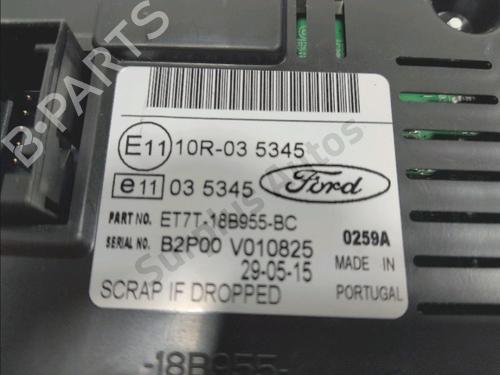 B-PARTS
E11 10R-03 5345
e11 03 5345 Ford
PART NO. ET7T-18B955-BC
SERIAL NO. B2P00 V010825 0259A
29-05-15 MADE IN
SCRAP IF DROPPED PORTUGAL
-18B955-